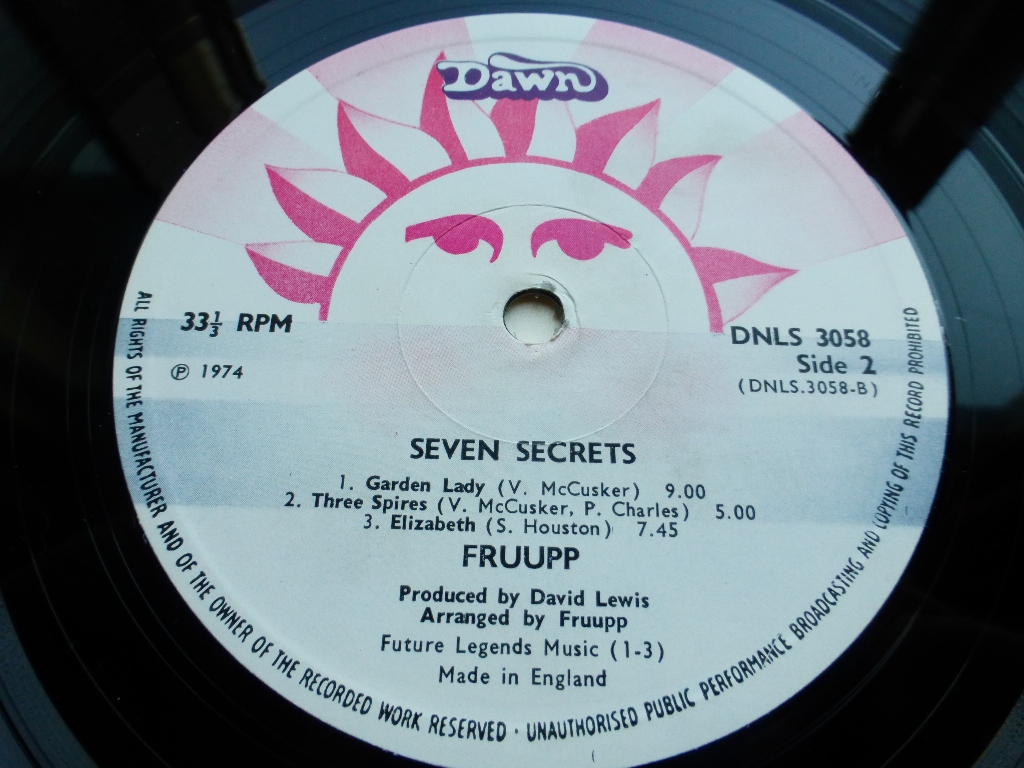 Dawn
33⅓ RPM
℗ 1974
DNLS 3058
Side 2
(DNLS.3058-B)
SEVEN SECRETS
1. Garden Lady (V. McCusker) 9.00
2. Three Spires (V. McCusker, P. Charles) 5.00
3. Elizabeth (S. Houston) 7.45
FRUUPP
Produced by David Lewis
Arranged by Fruupp
Future Legends Music (1-3)
Made in England
ALL RIGHTS OF THE MANUFACTURER AND OF THE OWNER OF THE RECORDED WORK RESERVED · UNAUTHORISED PUBLIC PERFORMANCE BROADCASTING AND COPYING OF THIS RECORD PROHIBITED